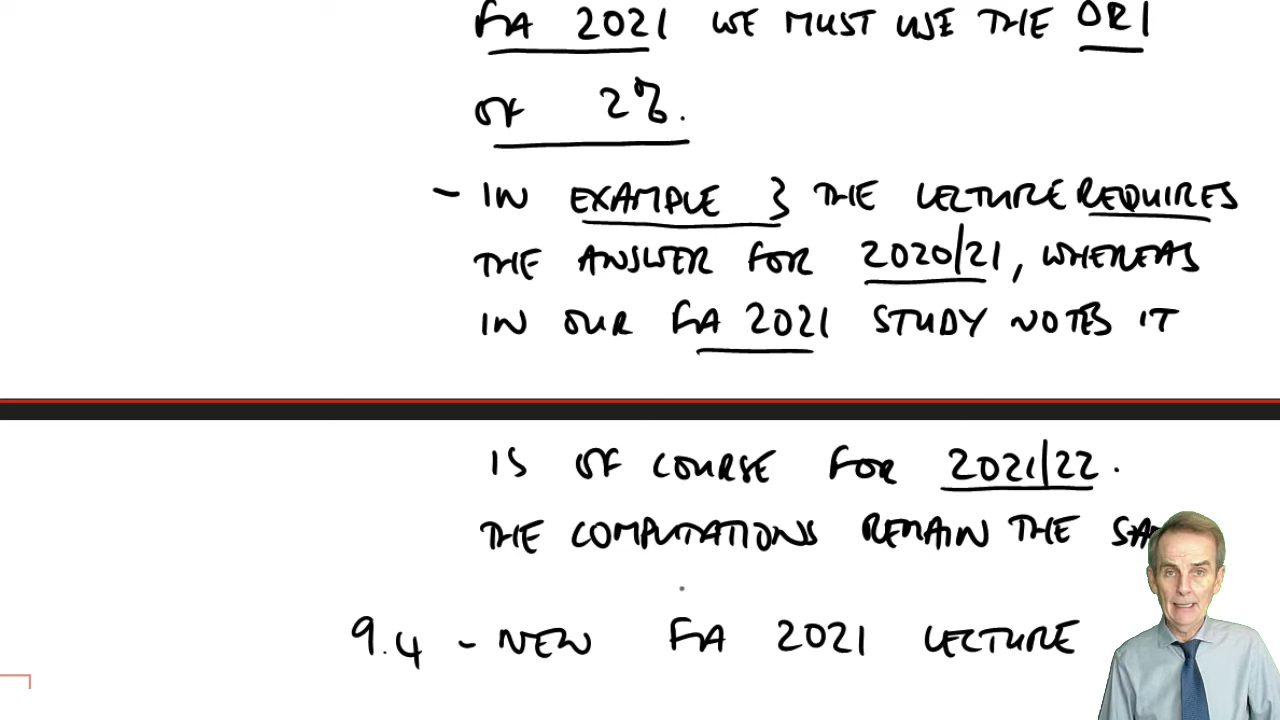 FA 2021 WE MUST USE THE ORI
OF 2%.
- IN EXAMPLE 3 THE LECTURE REQUIRES
THE ANSWER FOR 2020/21, WHEREAS
IN OUR FA 2021 STUDY NOTES IT
IS OF COURSE FOR 2021/22.
THE COMPUTATIONS REMAIN THE
9.4 - NEW FA 2021 LECTURE